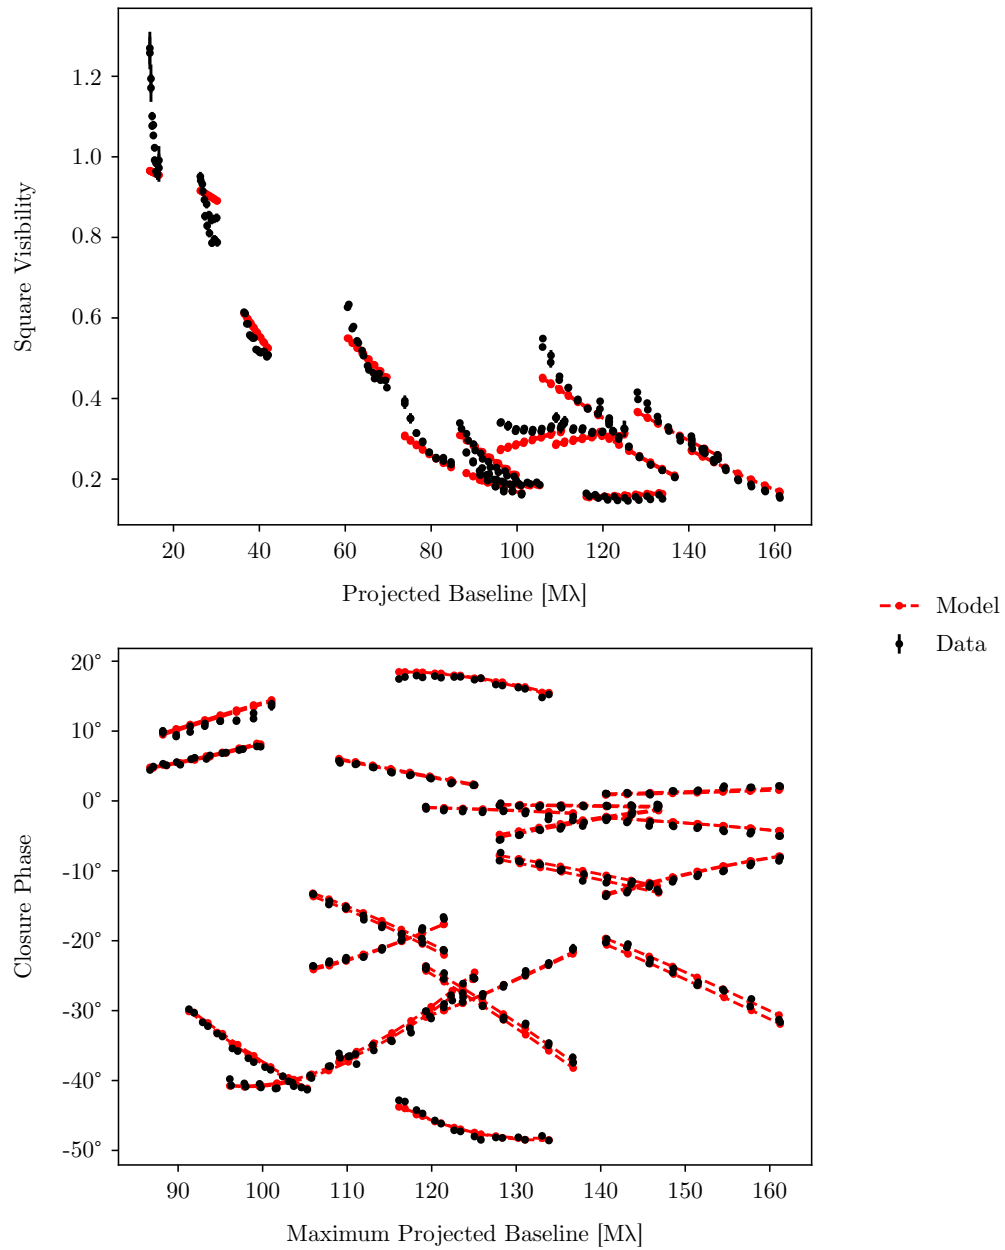 1.2
1.0
0.8
0.6
0.4
0.2
Square Visibility
20 40 60 80 100 120 140 160
Projected Baseline [Mλ]
Model
Data
20°
10°
0°
-10°
-20°
-30°
-40°
-50°
Closure Phase
90 100 110 120 130 140 150 160
Maximum Projected Baseline [Mλ]